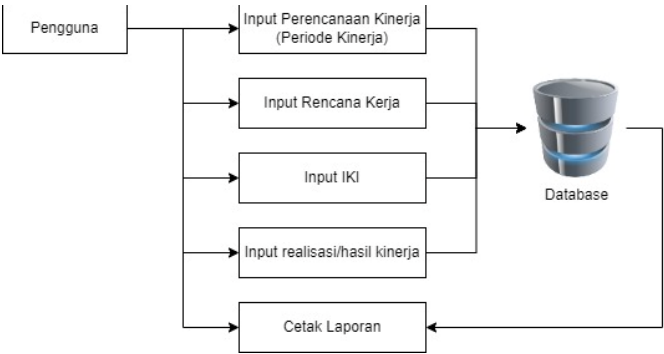 Pengguna
Input Perencanaan Kinerja
(Periode Kinerja)
Input Rencana Kerja
Input IKI
Database
Input realisasi/hasil kinerja
Cetak Laporan